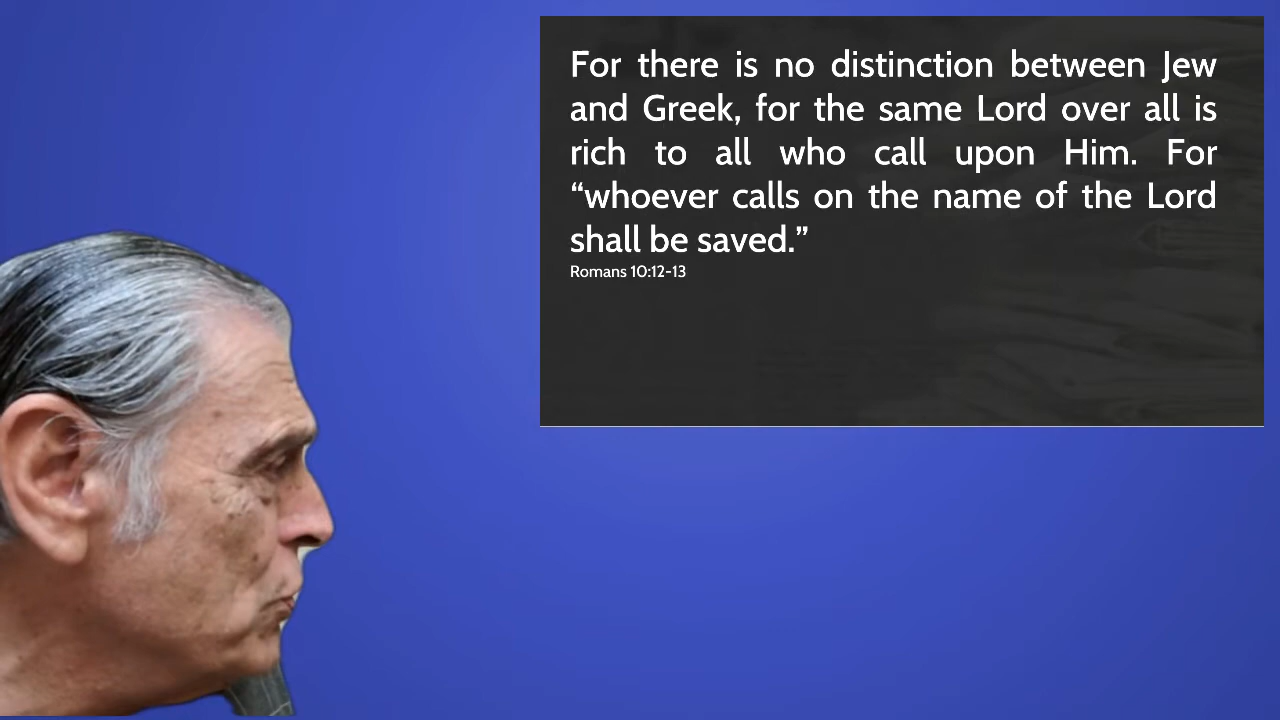 For there is no distinction between Jew
and Greek, for the same Lord over all is
rich to all who call upon Him. For
“whoever calls on the name of the Lord
shall be saved.”
Romans 10:12-13